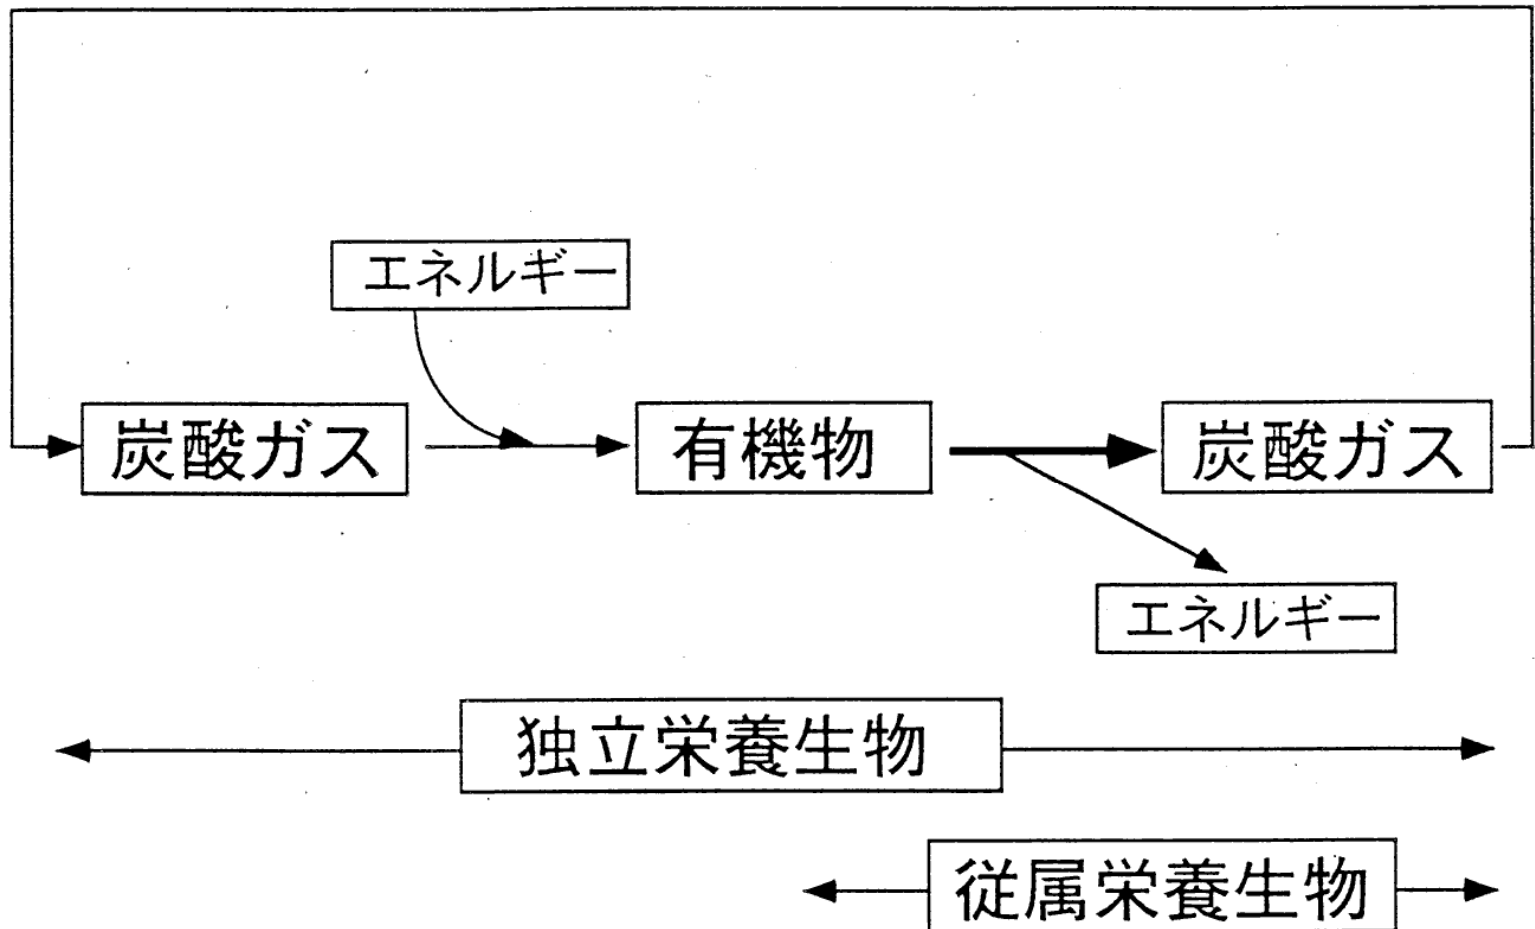 エネルギー
炭酸ガス
有機物
炭酸ガス
エネルギー
独立栄養生物
従属栄養生物